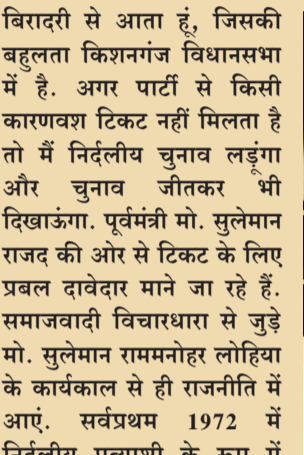 बिरादरी से आता हूं, जिसकी
बहुलता किशनगंज विधानसभा
में है. अगर पार्टी से किसी
कारणवश टिकट नहीं मिलता है
तो मैं निर्दलीय चुनाव लड़ूंगा
और चुनाव जीतकर भी
दिखाऊंगा. पूर्वमंत्री मो. सुलेमान
राजद की ओर से टिकट के लिए
प्रबल दावेदार माने जा रहे हैं.
समाजवादी विचारधारा से जुड़े
मो. सुलेमान राममनोहर लोहिया
के कार्यकाल से ही राजनीति में
आएं. सर्वप्रथम 1972 में